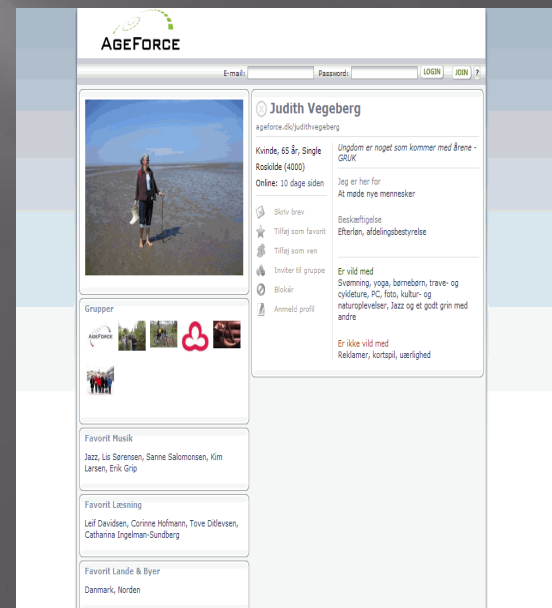 AGEFORCE
E-mail: Password: LOGIN JOIN ?
Judith Vegeberg
ageforce.dk/judithvegeberg
Kvinde, 65 år, Single
Roskilde (4000)
Online: 10 dage siden
Skriv brev
Tilføj som favorit
Tilføj som ven
Inviter til gruppe
Blokér
Anmeld profil
Ungdom er noget som kommer med årene -
GRUK
Jeg er her for
At møde nye mennesker
Beskæftigelse
Efterløn, afdelingsbestyrelse
Er vild med
Svømning, yoga, børnebørn, trave- og
cykleture, PC, foto, kultur- og
naturoplevelser, Jazz og et godt grin med
andre
Er ikke vild med
Reklamer, kortspil, uærlighed
Grupper
AGEFORCE
Favorit Musik
Jazz, Lis Sørensen, Sanne Salomonsen, Kim
Larsen, Erik Grip
Favorit Læsning
Leif Davidsen, Corinne Hofmann, Tove Ditlevsen,
Catharina Ingelman-Sundberg
Favorit Lande & Byer
Danmark, Norden